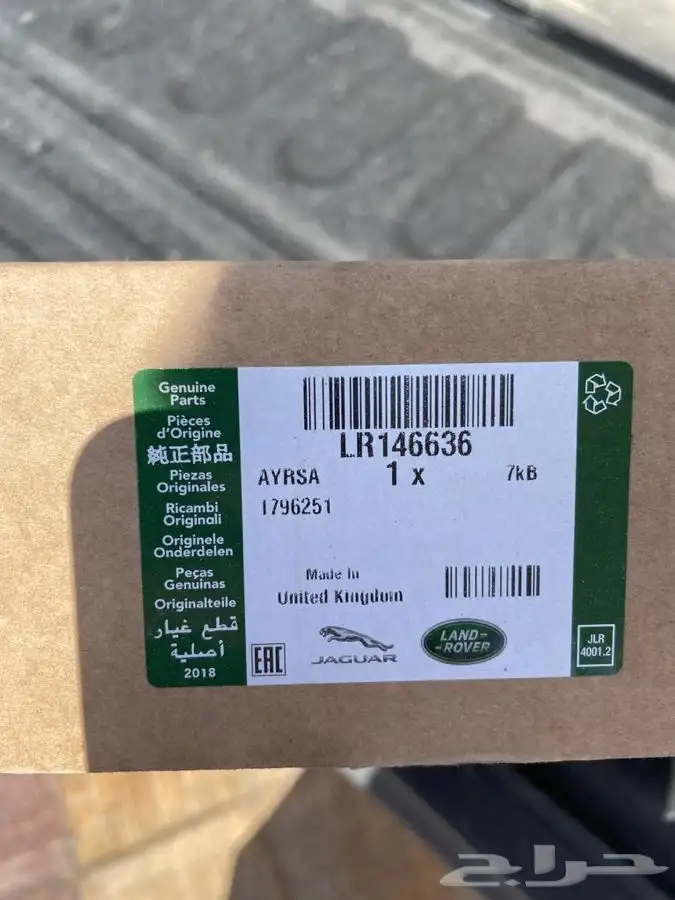 Genuine
Parts
Pièces
d'Origine
純正部品
Piezas
Originales
Ricambi
Originali
Originele
Onderdelen
Peças
Genuínas
Originalteile
قطع غيار
أصلية
2018
LR146636
AYRSA
1 x
7kB
1796251
Made in
United Kingdom
EAC
JAGUAR
LAND-
-ROVER
JLR
4001.2
حراج